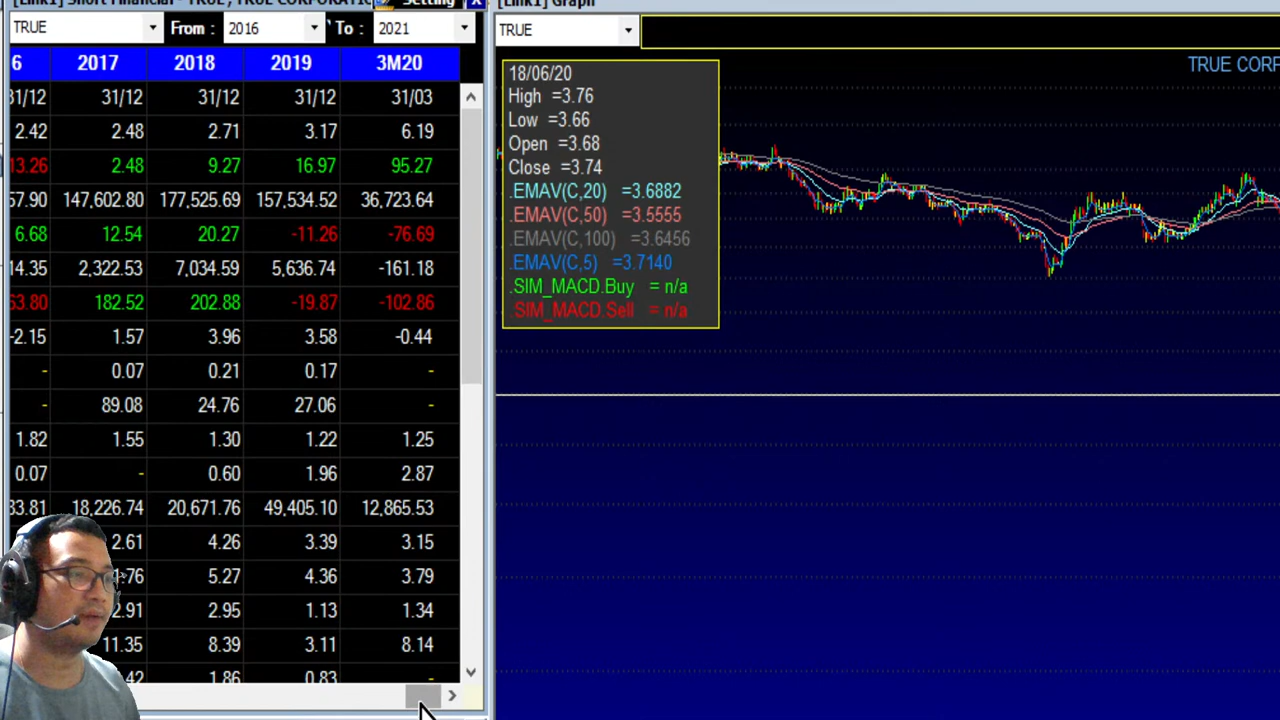 [Link1] Short Financial - TRUE , TRUE CORPORATIO Setting X
TRUE From : 2016 To : 2021
6 2017 2018 2019 3M20
31/12 31/12 31/12 31/12 31/03
2.42 2.48 2.71 3.17 6.19
13.26 2.48 9.27 16.97 95.27
57.90 147,602.80 177,525.69 157,534.52 36,723.64
6.68 12.54 20.27 -11.26 -76.69
14.35 2,322.53 7,034.59 5,636.74 -161.18
53.80 182.52 202.88 -19.87 -102.86
-2.15 1.57 3.96 3.58 -0.44
- 0.07 0.21 0.17 -
- 89.08 24.76 27.06 -
1.82 1.55 1.30 1.22 1.25
0.07 - 0.60 1.96 2.87
33.81 18,226.74 20,671.76 49,405.10 12,865.53
2.61 4.26 3.39 3.15
.76 5.27 4.36 3.79
2.91 2.95 1.13 1.34
11.35 8.39 3.11 8.14
.42 1.86 0.83 -
[Link1] Graph
TRUE
TRUE CORP
18/06/20
High =3.76
Low =3.66
Open =3.68
Close =3.74
.EMAV(C,20) =3.6882
.EMAV(C,50) =3.5555
.EMAV(C,100) =3.6456
.EMAV(C,5) =3.7140
.SIM_MACD.Buy = n/a
.SIM_MACD.Sell = n/a